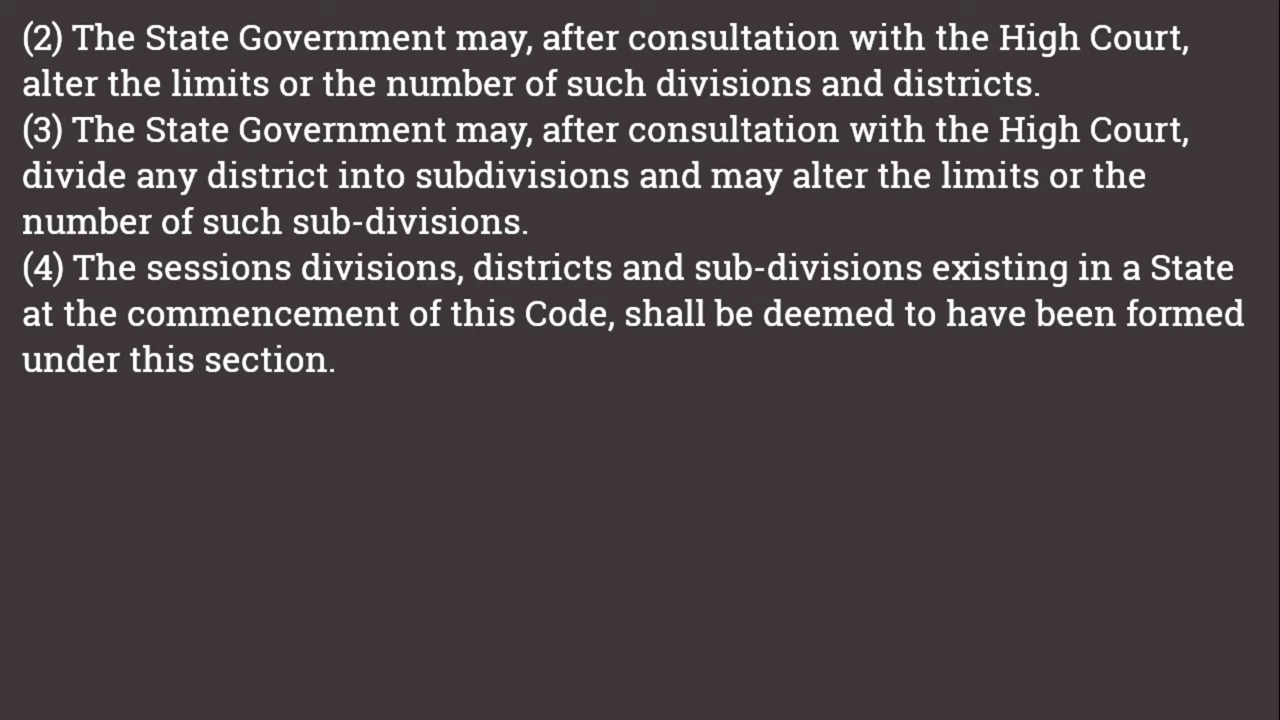 (2) The State Government may, after consultation with the High Court,
alter the limits or the number of such divisions and districts.
(3) The State Government may, after consultation with the High Court,
divide any district into subdivisions and may alter the limits or the
number of such sub-divisions.
(4) The sessions divisions, districts and sub-divisions existing in a State
at the commencement of this Code, shall be deemed to have been formed
under this section.